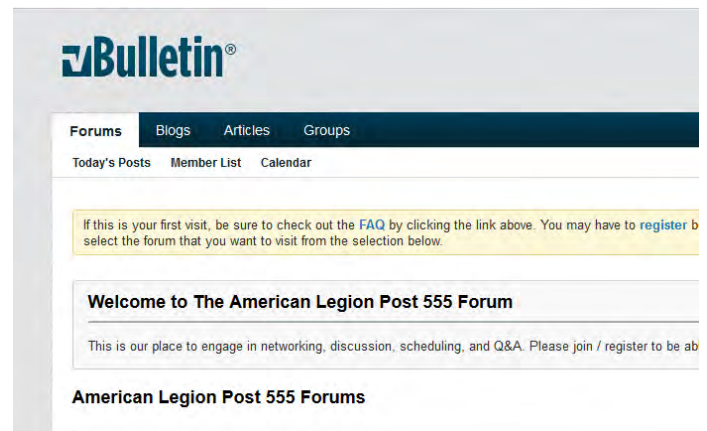 vBulletin®
Forums Blogs Articles Groups
Today's Posts Member List Calendar
If this is your first visit, be sure to check out the FAQ by clicking the link above. You may have to register b
select the forum that you want to visit from the selection below.
Welcome to The American Legion Post 555 Forum
This is our place to engage in networking, discussion, scheduling, and Q&A. Please join / register to be ab
American Legion Post 555 Forums